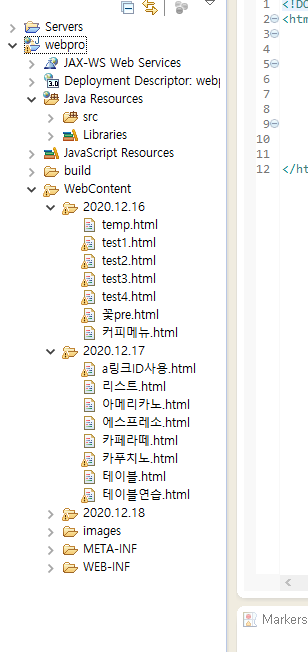 Servers
webpro
JAX-WS Web Services
Deployment Descriptor: webp
Java Resources
src
Libraries
JavaScript Resources
build
WebContent
2020.12.16
temp.html
test1.html
test2.html
test3.html
test4.html
꽃pre.html
커피메뉴.html
2020.12.17
a링크ID사용.html
리스트.html
아메리카노.html
에스프레소.html
카페라떼.html
카푸치노.html
테이블.html
테이블연습.html
2020.12.18
images
META-INF
WEB-INF
1 <!DO
2 <htm
3
4
5
6
7
8
9
10
11
12 </ht
Markers